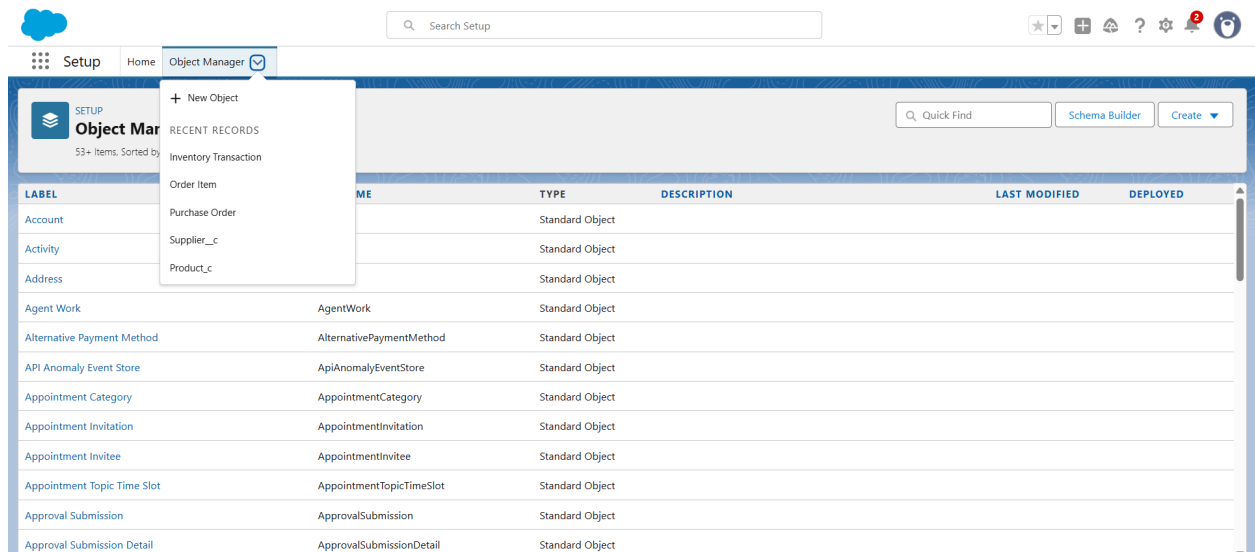 Search Setup
2
Setup
Home
Object Manager
New Object
RECENT RECORDS
Inventory Transaction
Order Item
Purchase Order
Supplier__c
Product_c
SETUP
Object Mar
53+ Items, Sorted by
Quick Find
Schema Builder
Create
LABEL ME TYPE DESCRIPTION LAST MODIFIED DEPLOYED
Account Standard Object
Activity Standard Object
Address Standard Object
Agent Work AgentWork Standard Object
Alternative Payment Method AlternativePaymentMethod Standard Object
API Anomaly Event Store ApiAnomalyEventStore Standard Object
Appointment Category AppointmentCategory Standard Object
Appointment Invitation AppointmentInvitation Standard Object
Appointment Invitee AppointmentInvitee Standard Object
Appointment Topic Time Slot AppointmentTopicTimeSlot Standard Object
Approval Submission ApprovalSubmission Standard Object
Approval Submission Detail ApprovalSubmissionDetail Standard Object